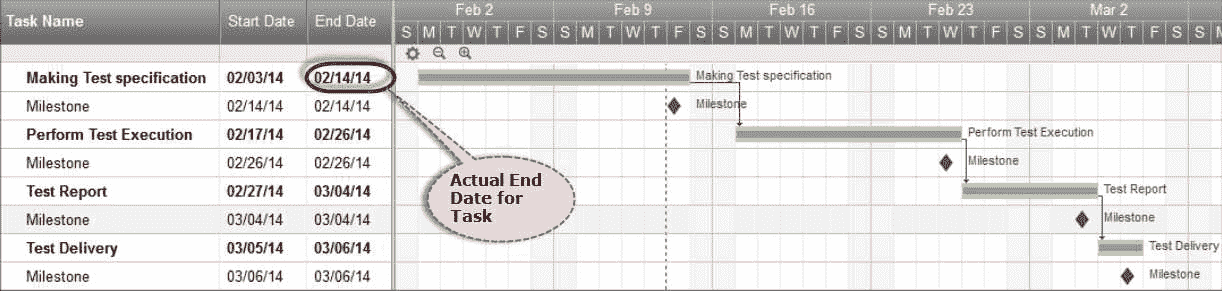 Task Name Start Date End Date Feb 2 Feb 9 Feb 16 Feb 23 Mar 2
S M T W T F S S M T W T F S S M T W T F S S M T W T F S S M T W T F S S M
Making Test specification 02/03/14 02/14/14 Making Test specification
Milestone 02/14/14 02/14/14 Milestone
Perform Test Execution 02/17/14 02/26/14 Perform Test Execution
Milestone 02/26/14 02/26/14 Milestone
Test Report 02/27/14 03/04/14 Test Report
Milestone 03/04/14 03/04/14 Milestone
Test Delivery 03/05/14 03/06/14 Test Delivery
Milestone 03/06/14 03/06/14 Milestone
Actual End
Date for
Task